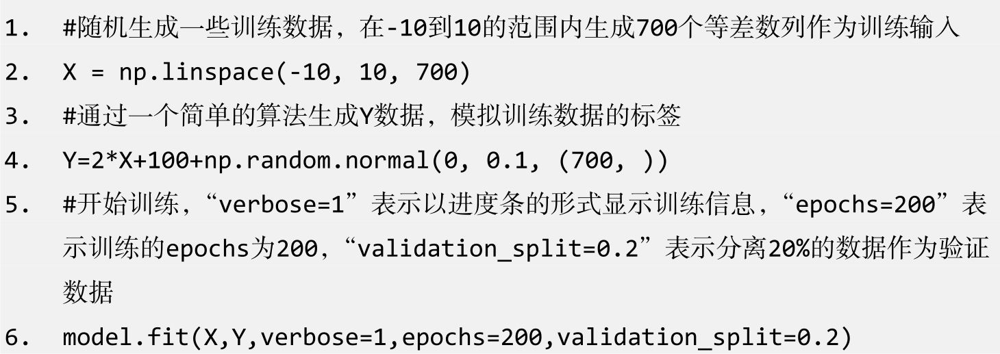 1. #随机生成一些训练数据，在-10到10的范围内生成700个等差数列作为训练输入
2. X = np.linspace(-10, 10, 700)
3. #通过一个简单的算法生成Y数据，模拟训练数据的标签
4. Y=2*X+100+np.random.normal(0, 0.1, (700, ))
5. #开始训练，“verbose=1”表示以进度条的形式显示训练信息，“epochs=200”表
示训练的epochs为200，“validation_split=0.2”表示分离20%的数据作为验证
数据
6. model.fit(X,Y,verbose=1,epochs=200,validation_split=0.2)